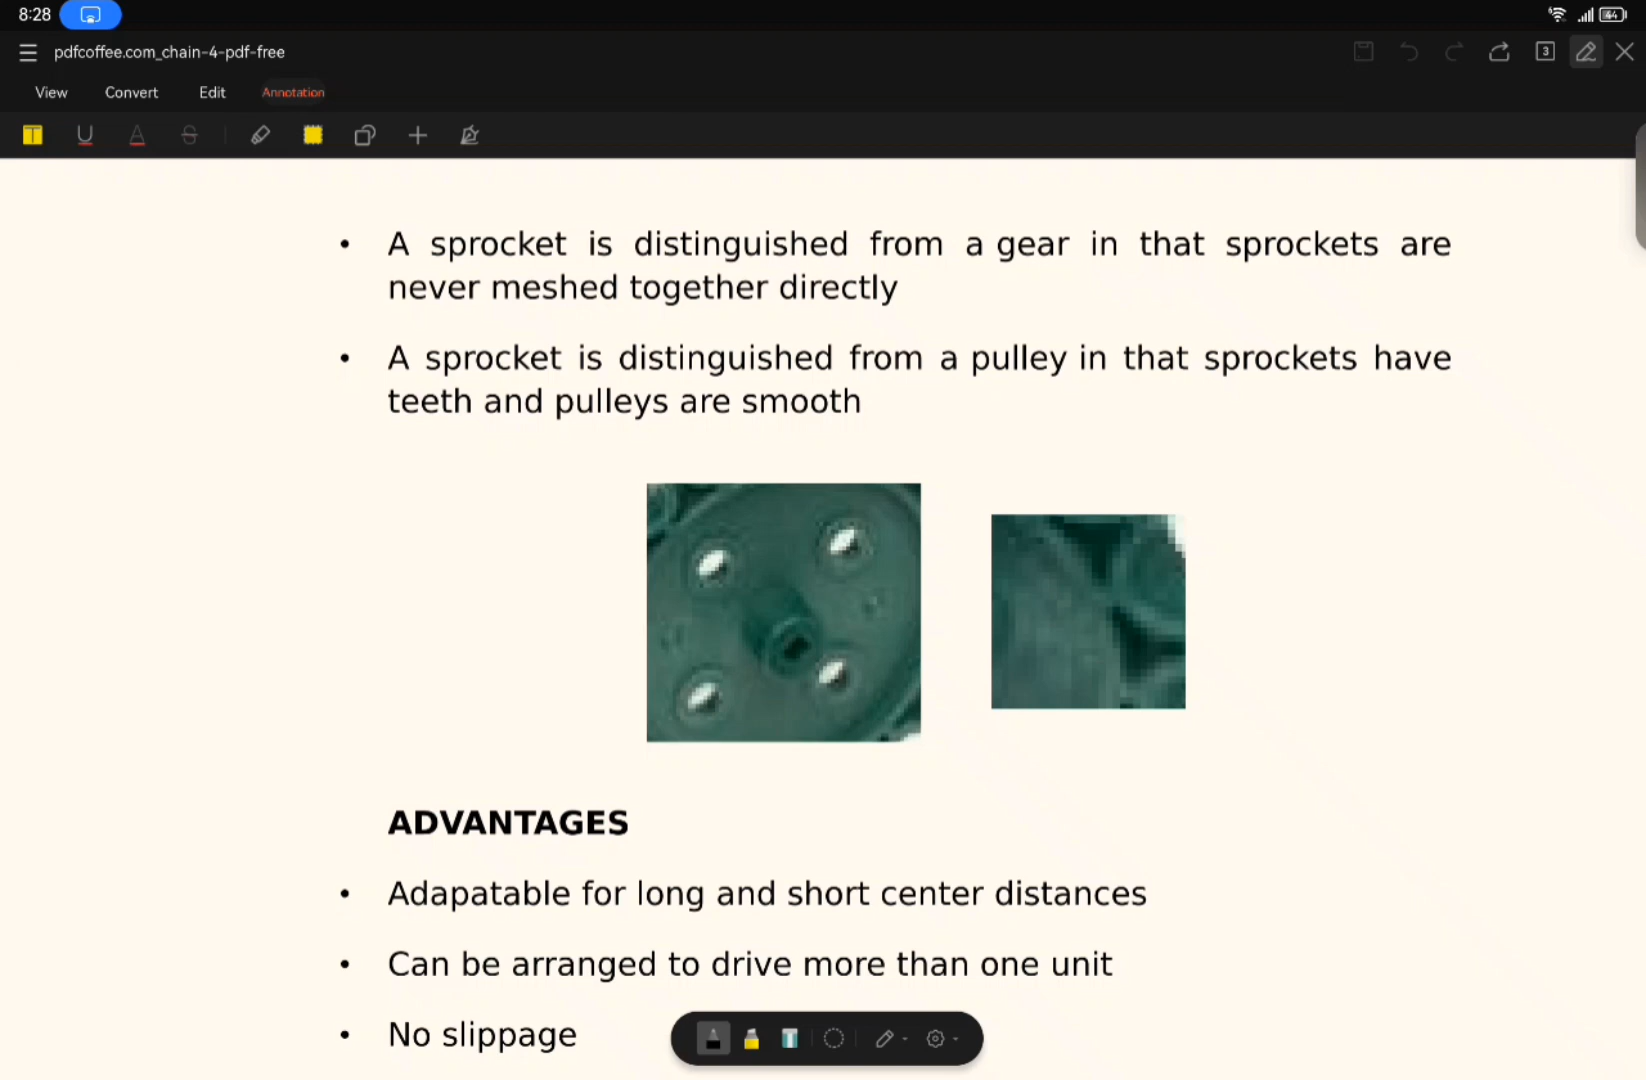 8:28
64
pdfcoffee.com_chain-4-pdf-free
3
View Convert Edit Annotation
T U A S
• A sprocket is distinguished from a gear in that sprockets are
never meshed together directly
• A sprocket is distinguished from a pulley in that sprockets have
teeth and pulleys are smooth
ADVANTAGES
• Adapatable for long and short center distances
• Can be arranged to drive more than one unit
• No slippage